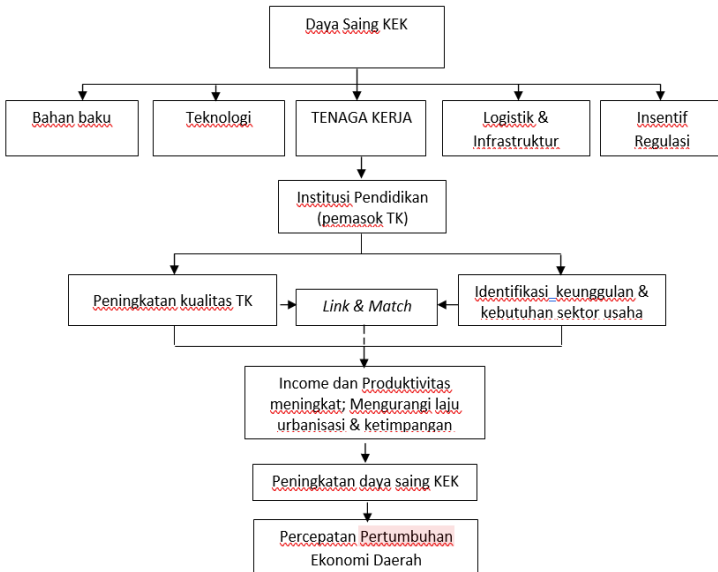 Daya Saing KEK
Bahan baku
Teknologi
TENAGA KERJA
Logistik &
Infrastruktur
Insentif
Regulasi
Institusi Pendidikan
(pemasok TK)
Peningkatan kualitas TK
Link & Match
Identifikasi keunggulan &
kebutuhan sektor usaha
Income dan Produktivitas
meningkat; Mengurangi laju
urbanisasi & ketimpangan
Peningkatan daya saing KEK
Percepatan Pertumbuhan
Ekonomi Daerah